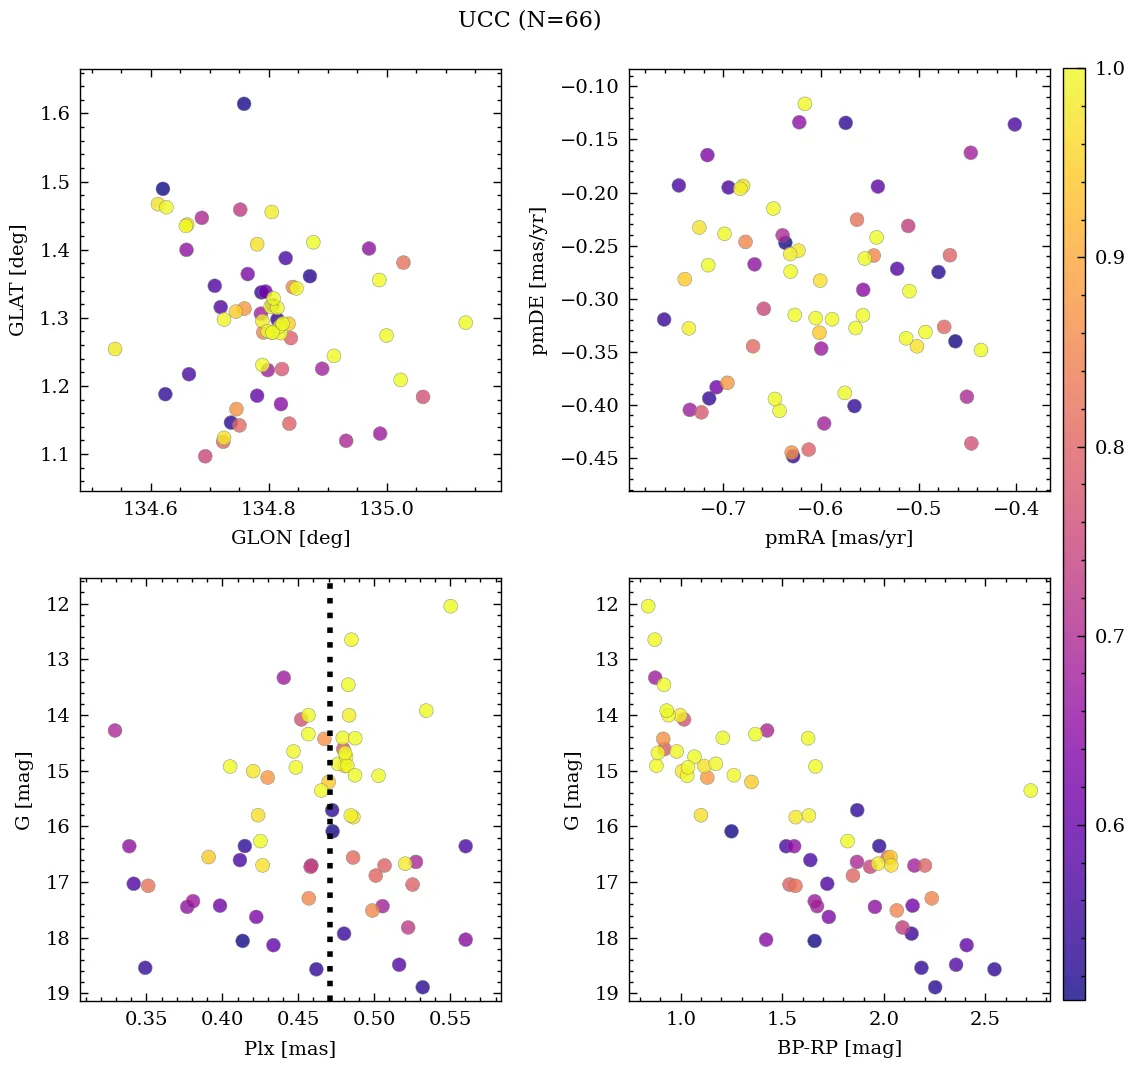 UCC (N=66)
1.6
1.5
1.4
1.3
1.2
1.1
GLAT [deg]
134.6 134.8 135.0
GLON [deg]
−0.10
−0.15
−0.20
−0.25
−0.30
−0.35
−0.40
−0.45
pmDE [mas/yr]
−0.7 −0.6 −0.5 −0.4
pmRA [mas/yr]
1.0
0.9
0.8
0.7
0.6
12
13
14
15
16
17
18
19
G [mag]
0.35 0.40 0.45 0.50 0.55
Plx [mas]
12
13
14
15
16
17
18
19
G [mag]
1.0 1.5 2.0 2.5
BP-RP [mag]